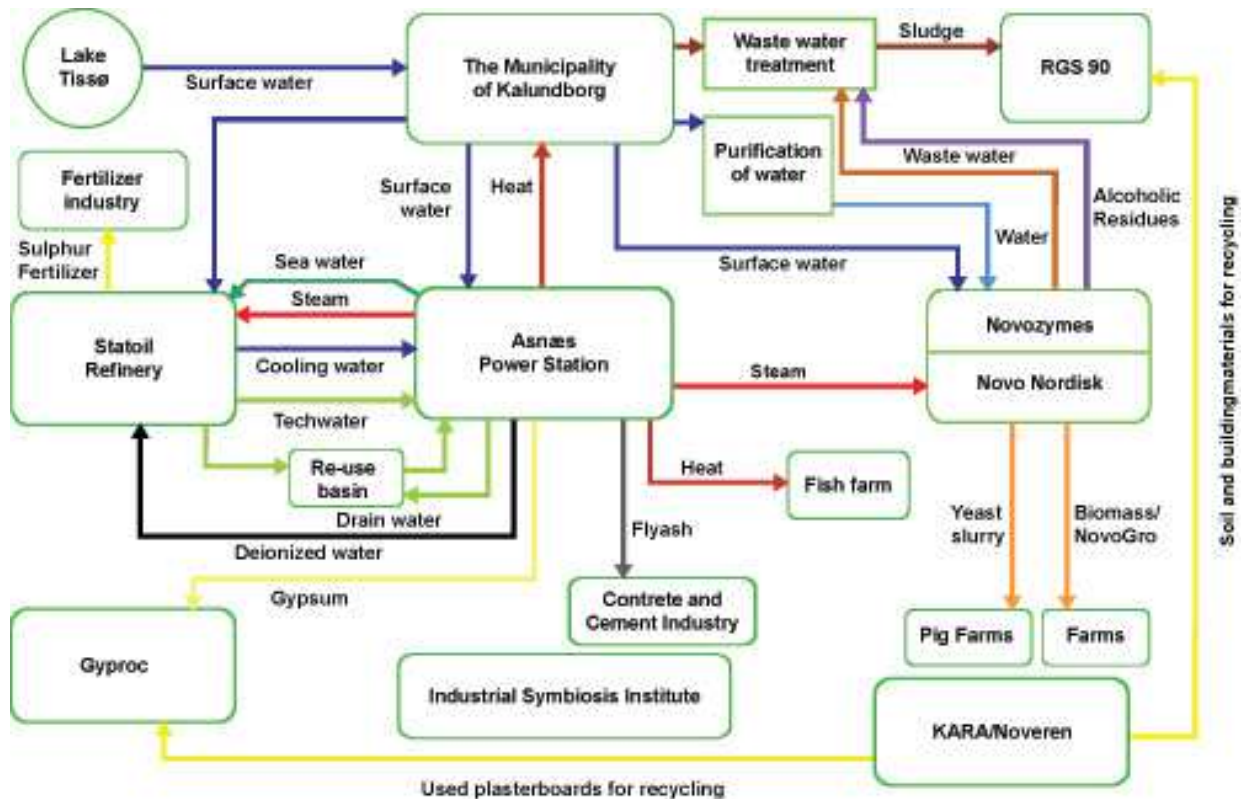 Lake
Tissø
Surface water
The Municipality
of Kalundborg
Waste water
treatment
Sludge
RGS 90
Fertilizer
industry
Surface
water
Heat
Purification
of water
Waste water
Alcoholic
Residues
Sulphur
Fertilizer
Sea water
Surface water
Water
Steam
Statoil
Refinery
Cooling water
Asnæs
Power Station
Steam
Novozymes
Novo Nordisk
Techwater
Re-use
basin
Drain water
Deionized water
Heat
Fish farm
Flyash
Yeast
slurry
Biomass/
NovoGro
Soil and buildingmaterials for recycling
Gypsum
Contrete and
Cement Industry
Pig Farms
Farms
Gyproc
Industrial Symbiosis Institute
KARA/Noveren
Used plasterboards for recycling